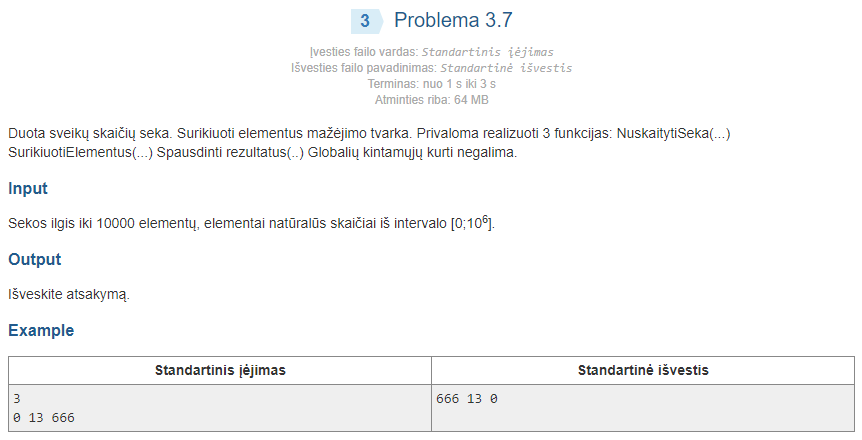 3 Problema 3.7
Įvesties failo vardas: Standartinis įėjimas
Išvesties failo pavadinimas: Standartinė išvestis
Terminas: nuo 1 s iki 3 s
Atminties riba: 64 MB
Duota sveikų skaičių seka. Surikiuoti elementus mažėjimo tvarka. Privaloma realizuoti 3 funkcijas: NuskaitytiSeka(...)
SurikiuotiElementus(...) Spausdinti rezultatus(..) Globalių kintamųjų kurti negalima.
Input
Sekos ilgis iki 10000 elementų, elementai natūralūs skaičiai iš intervalo [0;10⁶].
Output
Išveskite atsakymą.
Example
Standartinis įėjimas Standartinė išvestis
3 666 13 0
0 13 666